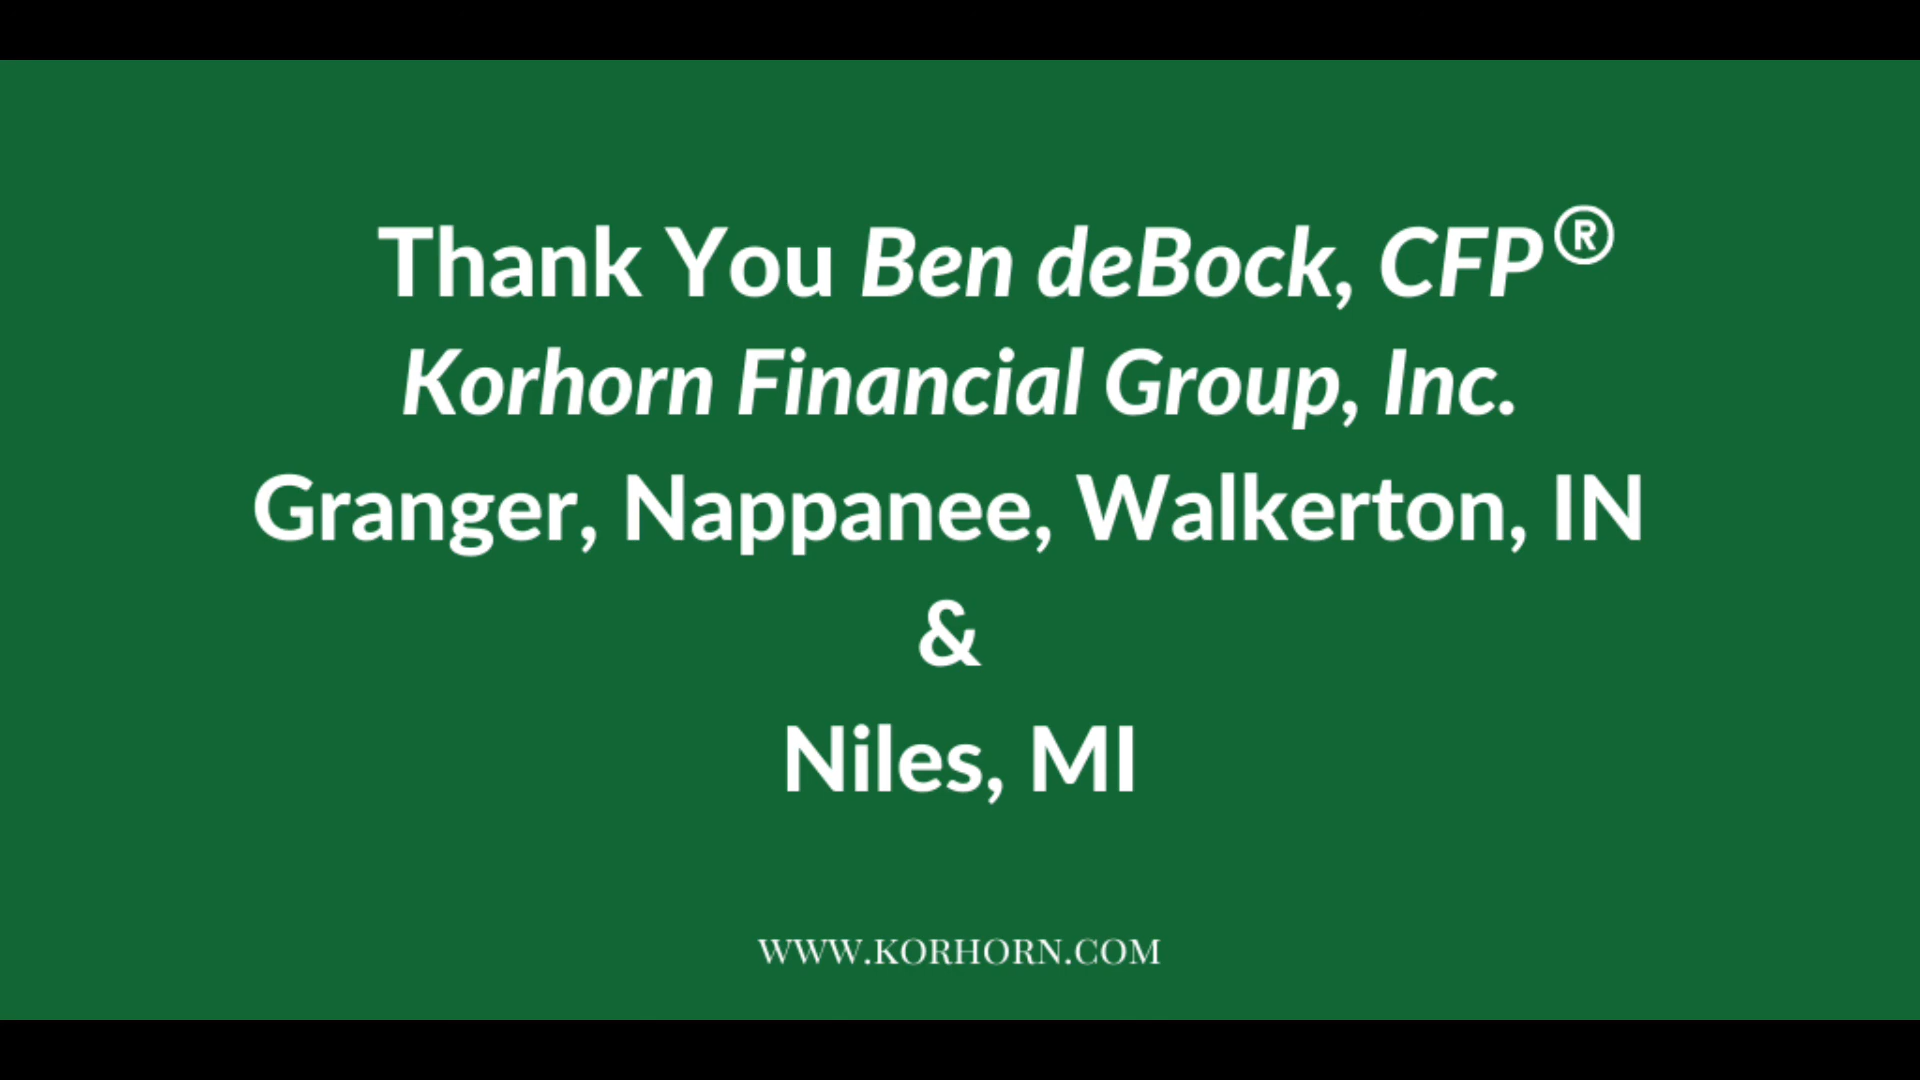 Thank You Ben deBock, CFP®
Korhorn Financial Group, Inc.
Granger, Nappanee, Walkerton, IN
&
Niles, MI
WWW.KORHORN.COM